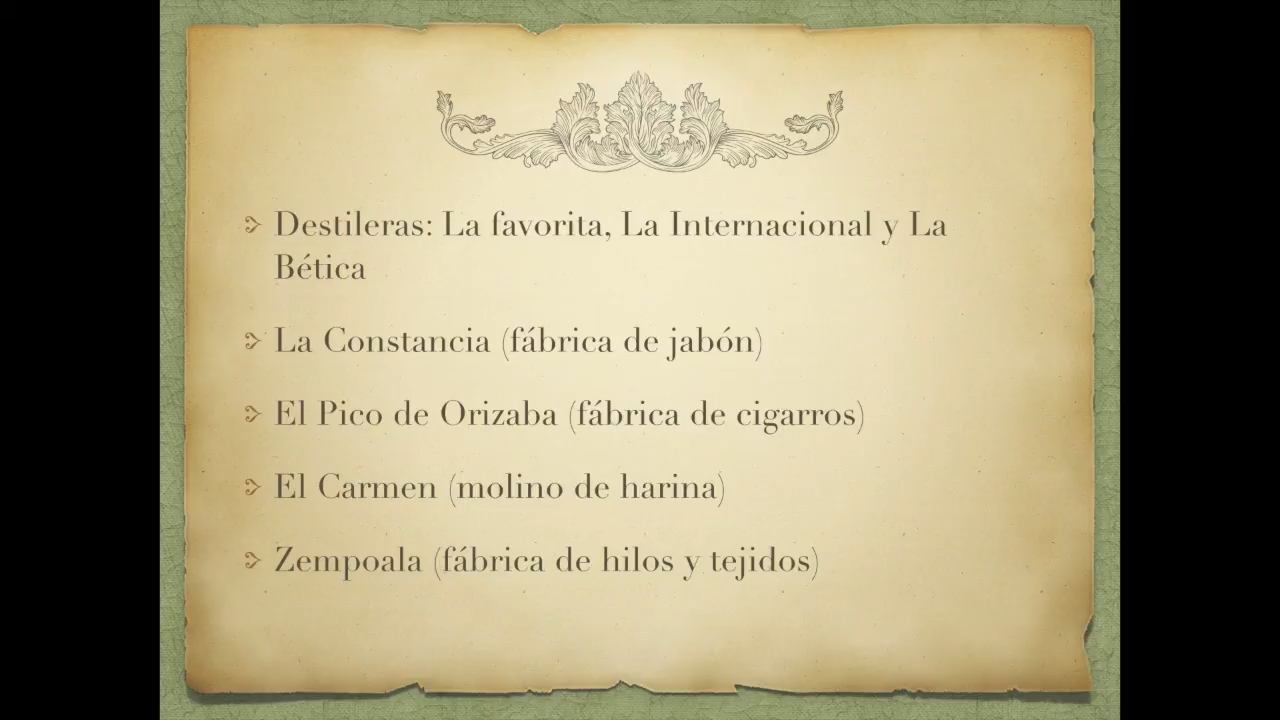 Destileras: La favorita, La Internacional y La
Bética
La Constancia (fábrica de jabón)
El Pico de Orizaba (fábrica de cigarros)
El Carmen (molino de harina)
Zempoala (fábrica de hilos y tejidos)